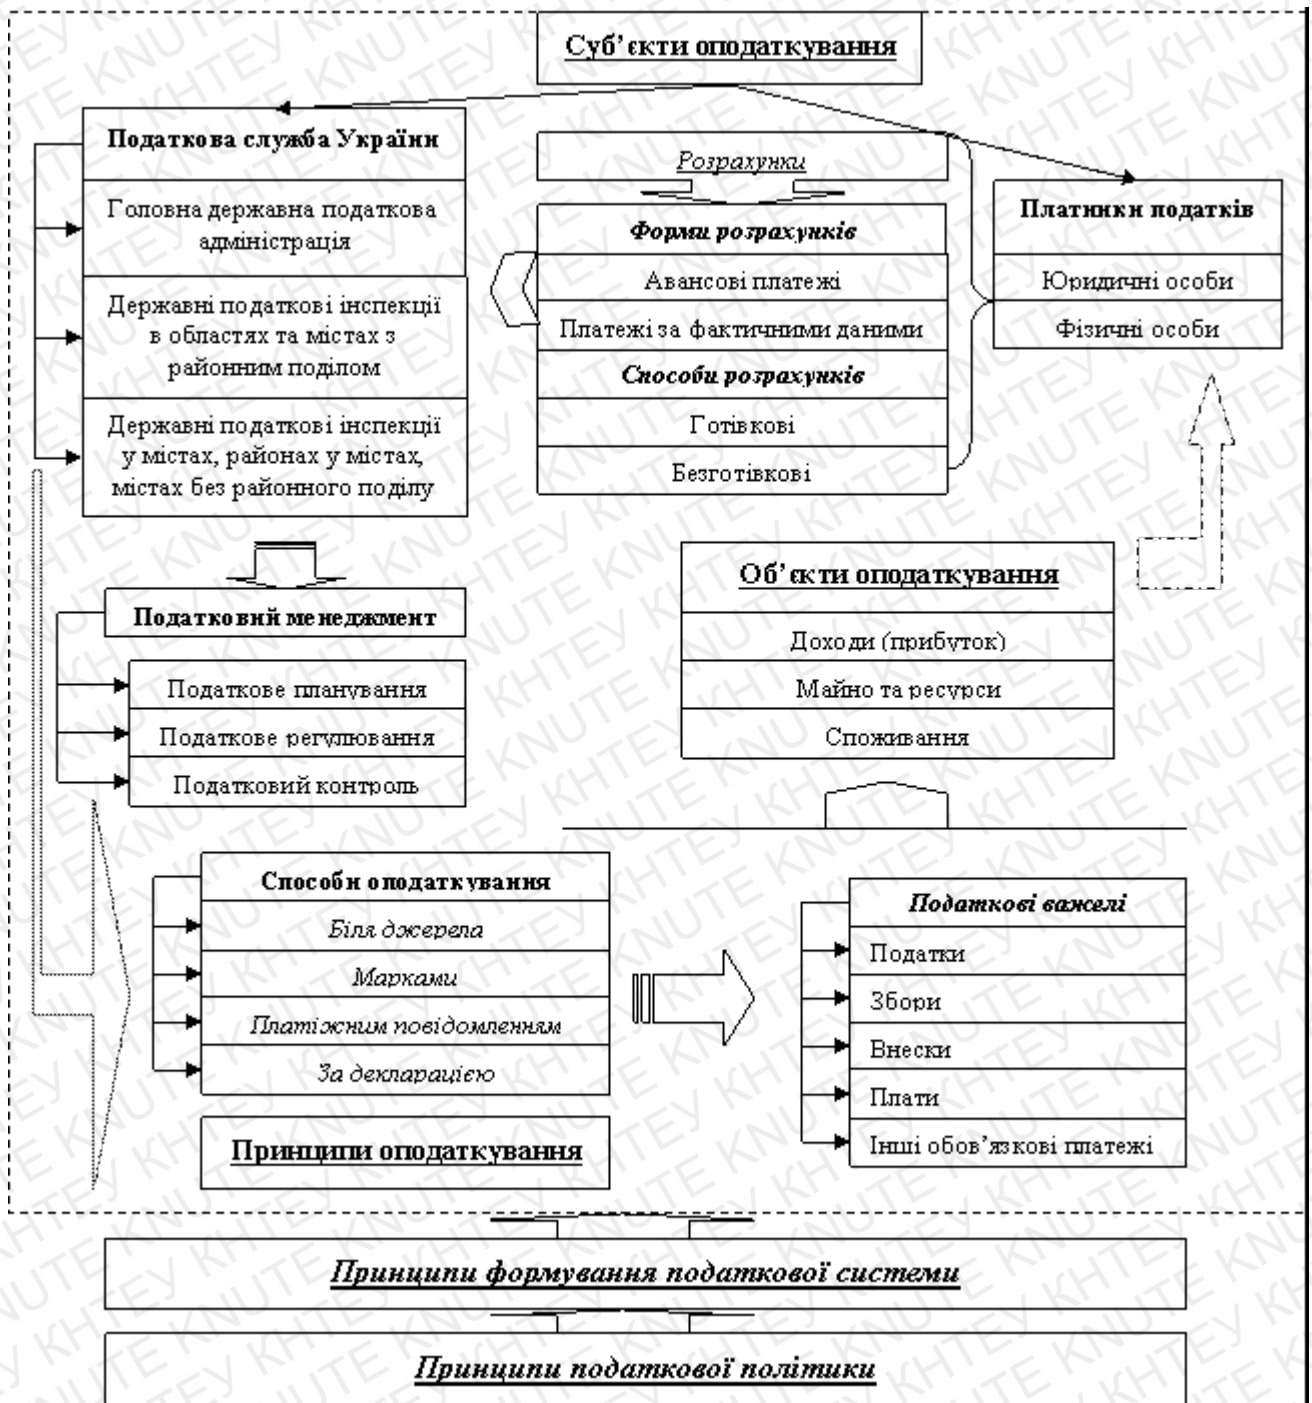 Суб’єкти оподаткування
Податкова служба України
Головна державна податкова
адміністрація
Державні податкові інспекції
в областях та містах з
районним поділом
Державні податкові інспекції
у містах, районах у містах,
містах без районного поділу
Розрахунки
Форми розрахунків
Авансові платежі
Платежі за фактичними даними
Способи розрахунків
Готівкові
Безготівкові
Платники податків
Юридичні особи
Фізичні особи
Податковий менеджмент
Податкове планування
Податкове регулювання
Податковий контроль
Об’єкти оподаткування
Доходи (прибуток)
Майно та ресурси
Споживання
Способи оподаткування
Біля джерела
Марками
Платіжним повідомленням
За декларацією
Принципи оподаткування
Податкові важелі
Податки
Збори
Внески
Плати
Інші обов’язкові платежі
Принципи формування податкової системи
Принципи податкової політики